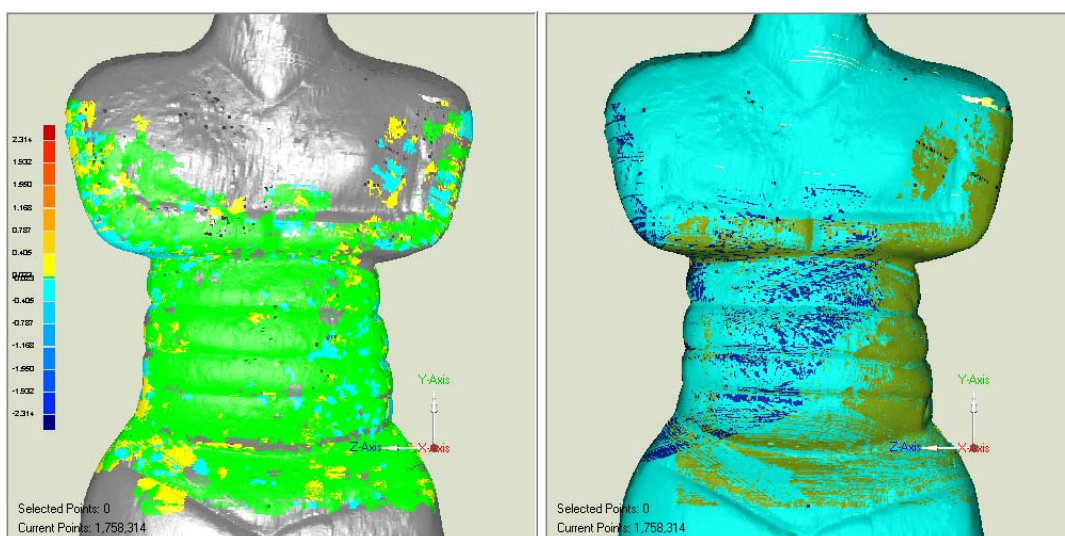 2.314
1.932
1.550
1.168
0.787
0.405
-0.405
-0.787
-1.168
-1.550
-1.932
-2.314
Y-Axis
Z-Axis
X-Axis
Selected Points: 0
Current Points: 1,758,314
Y-Axis
Z-Axis
X-Axis
Selected Points: 0
Current Points: 1,758,314